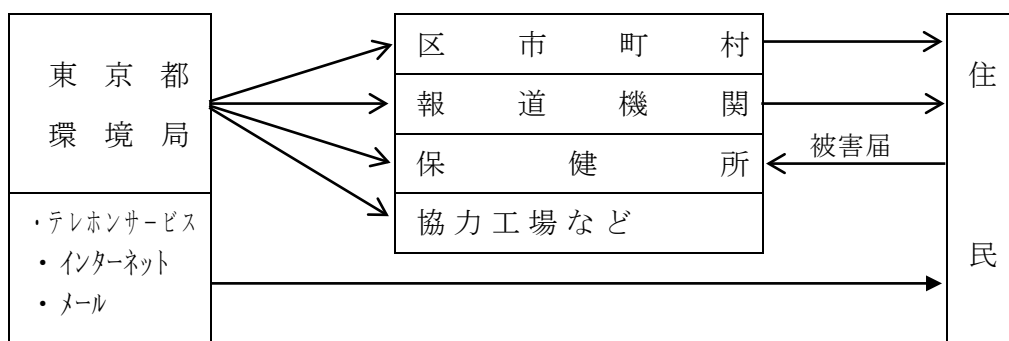 東京都
環境局
・テレホンサービス
・インターネット
・メール
区市町村
報道機関
保健所
協力工場など
被害届
住民